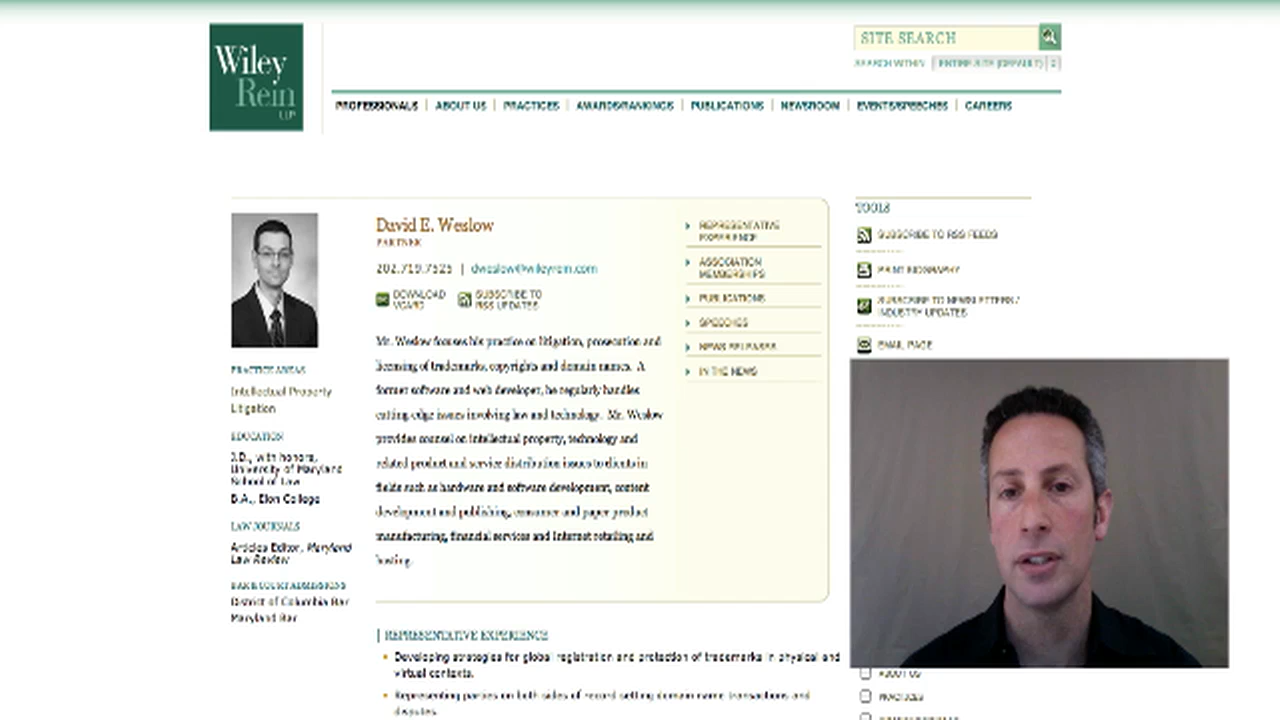 Wiley
Rein
LLP
SITE SEARCH
SEARCH WITHIN ENTIRE SITE (DEFAULT)
PROFESSIONALS | ABOUT US | PRACTICES | AWARDS/RANKINGS | PUBLICATIONS | NEWSROOM | EVENTS/SPEECHES | CAREERS
David E. Weslow
PARTNER
202.719.7525 | dweslow@wileyrein.com
DOWNLOAD
VCARD
SUBSCRIBE TO
RSS UPDATES
Mr. Weslow focuses his practice on litigation, prosecution and
licensing of trademarks, copyrights and domain names. A
former software and web developer, he regularly handles
cutting-edge issues involving law and technology. Mr. Weslow
provides counsel on intellectual property, technology and
related product and service distribution issues to clients in
fields such as hardware and software development, content
development and publishing, consumer and paper product
manufacturing, financial services and Internet retailing and
hosting.
REPRESENTATIVE
EXPERIENCE
ASSOCIATION
MEMBERSHIPS
PUBLICATIONS
SPEECHES
NEWS RELEASES
IN THE NEWS
TOOLS
SUBSCRIBE TO RSS FEEDS
PRINT BIOGRAPHY
SUBSCRIBE TO NEWSLETTERS /
INDUSTRY UPDATES
EMAIL PAGE
PRACTICE AREAS
Intellectual Property
Litigation
EDUCATION
J.D., with honors,
University of Maryland
School of Law
B.A., Elon College
LAW JOURNALS
Articles Editor, Maryland
Law Review
BAR & COURT ADMISSIONS
District of Columbia Bar
Maryland Bar
REPRESENTATIVE EXPERIENCE
Developing strategies for global registration and protection of trademarks in physical and
virtual contexts.
Representing parties on both sides of record-setting domain name transactions and
disputes.
ABOUT US
PRACTICES